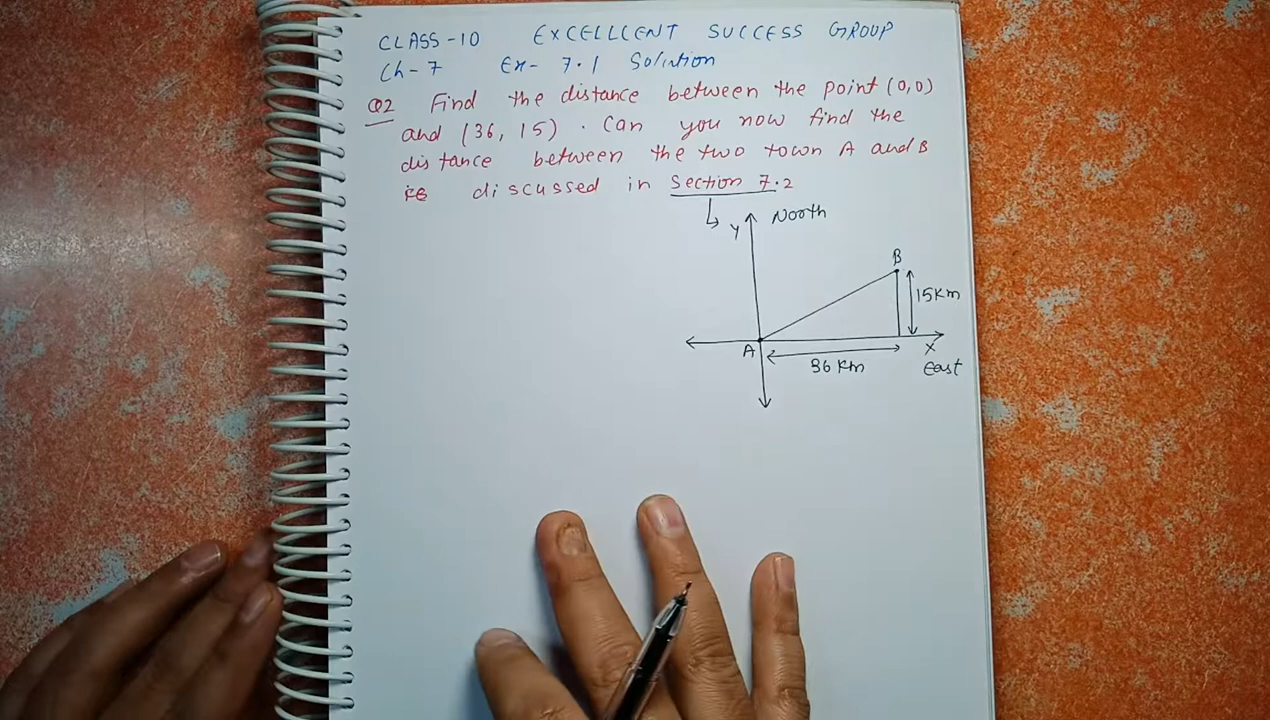 CLASS-10 EXCELLCENT SUCCESS GROUP
Ch-7 Ex- 7.1 Solution
Q2 Find the distance between the point (0,0)
and (36, 15). Can you now find the
distance between the two town A and B
discussed in Section 7.2
Y North
B
15Km
A
36 Km
X
East